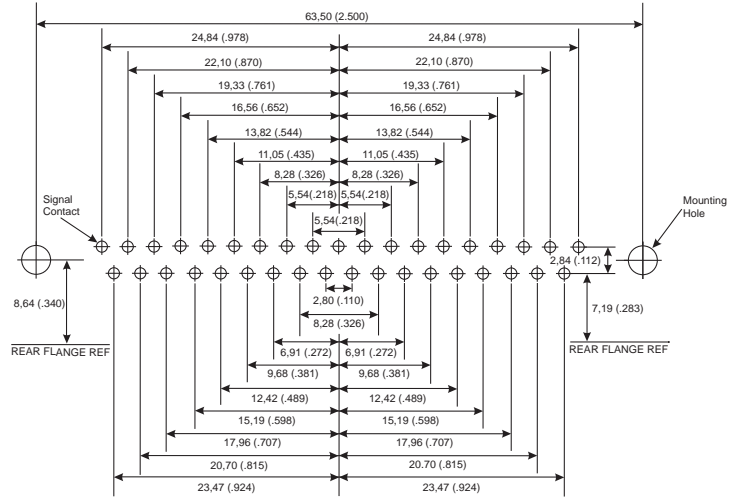 63,50 (2.500)
24,84 (.978) 24,84 (.978)
22,10 (.870) 22,10 (.870)
19,33 (.761) 19,33 (.761)
16,56 (.652) 16,56 (.652)
13,82 (.544) 13,82 (.544)
11,05 (.435) 11,05 (.435)
8,28 (.326) 8,28 (.326)
5,54(.218) 5,54(.218)
Signal
Contact
Mounting
Hole
5,54(.218)
2,84 (.112)
8,64 (.340)
2,80 (.110)
7,19 (.283)
8,28 (.326)
REAR FLANGE REF
6,91 (.272) 6,91 (.272)
REAR FLANGE REF
9,68 (.381) 9,68 (.381)
12,42 (.489) 12,42 (.489)
15,19 (.598) 15,19 (.598)
17,96 (.707) 17,96 (.707)
20,70 (.815) 20.70 (.815)
23,47 (.924) 23,47 (.924)